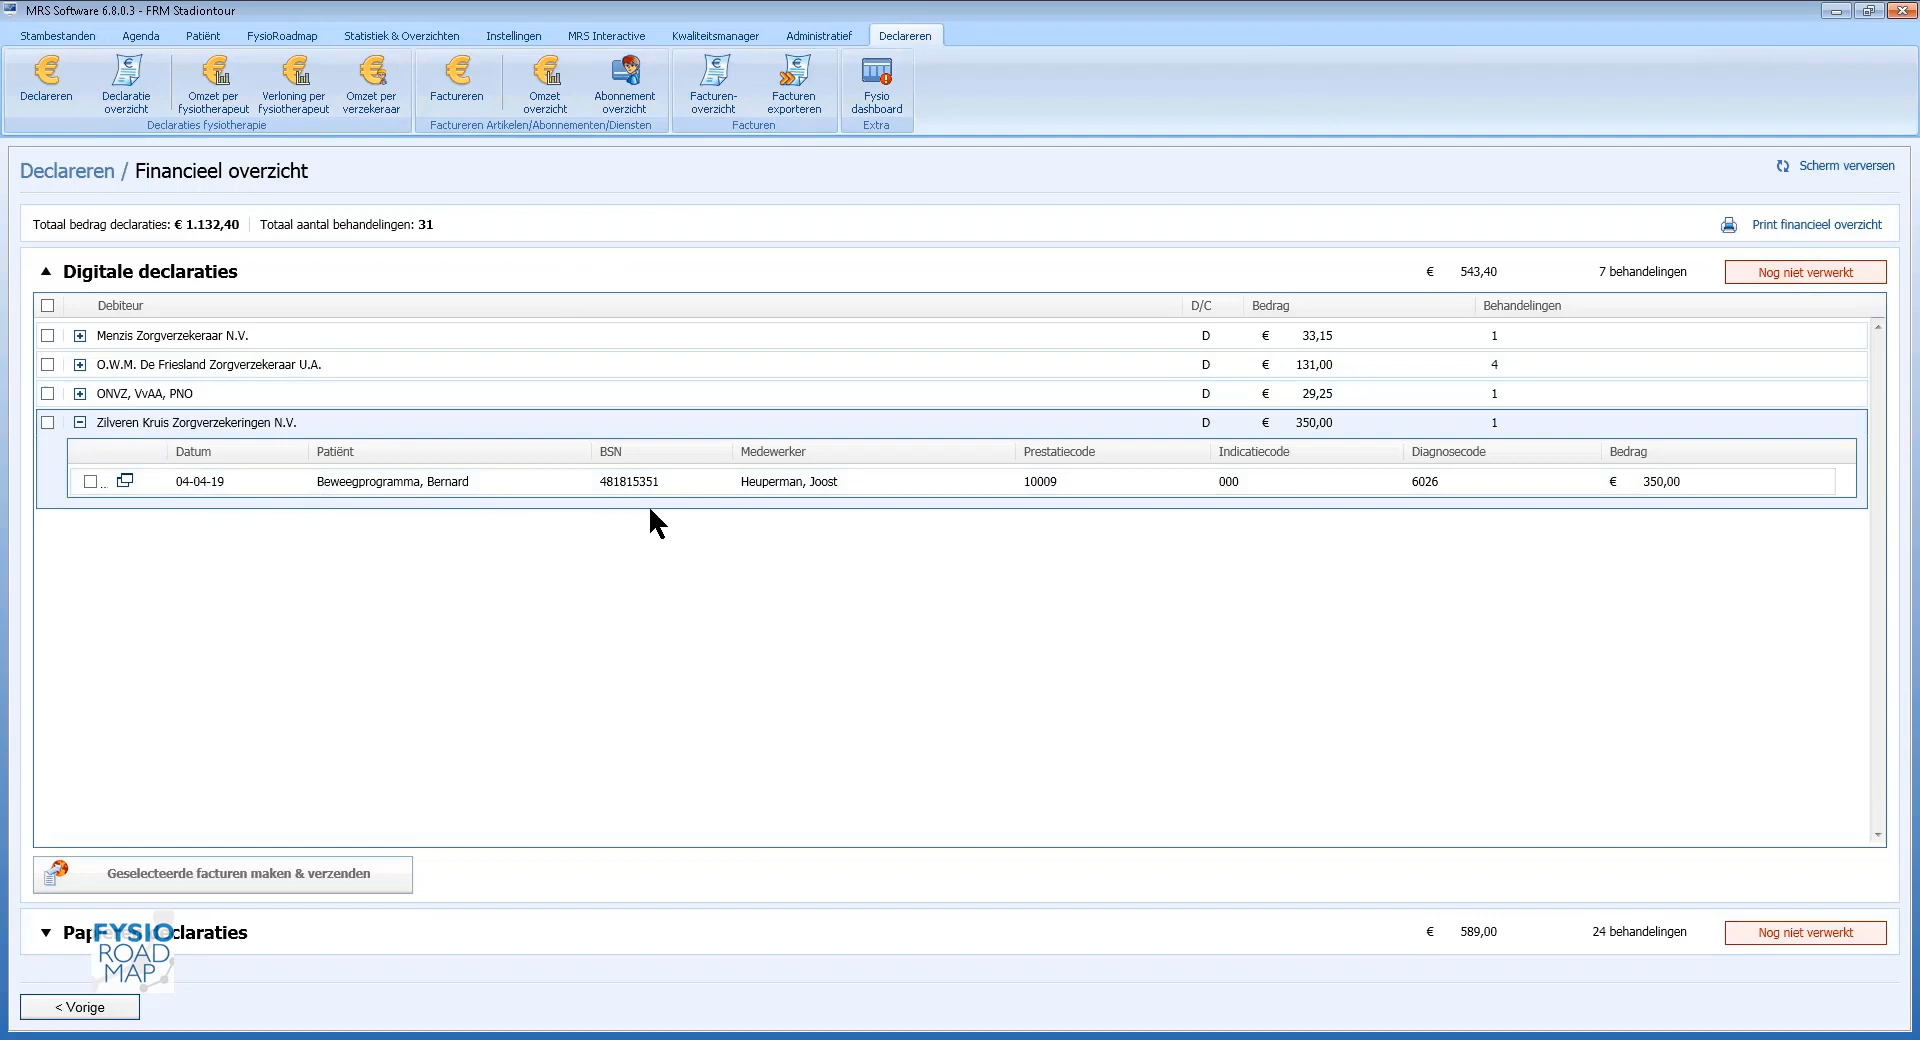 MRS Software 6.8.0.3 - FRM Stadiontour
Stambestanden Agenda Patiënt FysioRoadmap Statistiek & Overzichten Instellingen MRS Interactive Kwaliteitsmanager Administratief Declareren
Declareren Declaratie overzicht Omzet per fysiotherapeut Verloning per fysiotherapeut Omzet per verzekeraar Factureren Omzet overzicht Abonnement overzicht Facturen-overzicht Facturen exporteren Fysio dashboard
Declaraties fysiotherapie Factureren Artikelen/Abonnementen/Diensten Facturen Extra
Declareren / Financieel overzicht Scherm verversen
Totaal bedrag declaraties: € 1.132,40 Totaal aantal behandelingen: 31 Print financieel overzicht
Digitale declaraties € 543,40 7 behandelingen Nog niet verwerkt
Debiteur D/C Bedrag Behandelingen
Menzis Zorgverzekeraar N.V. D € 33,15 1
O.W.M. De Friesland Zorgverzekeraar U.A. D € 131,00 4
ONVZ, VvAA, PNO D € 29,25 1
Zilveren Kruis Zorgverzekeringen N.V. D € 350,00 1
Datum Patiënt BSN Medewerker Prestatiecode Indicatiecode Diagnosecode Bedrag
... 04-04-19 Beweegprogramma, Bernard 481815351 Heuperman, Joost 10009 000 6026 € 350,00
Geselecteerde facturen maken & verzenden
declaraties € 589,00 24 behandelingen Nog niet verwerkt
FYSIO
ROAD
MAP
< Vorige